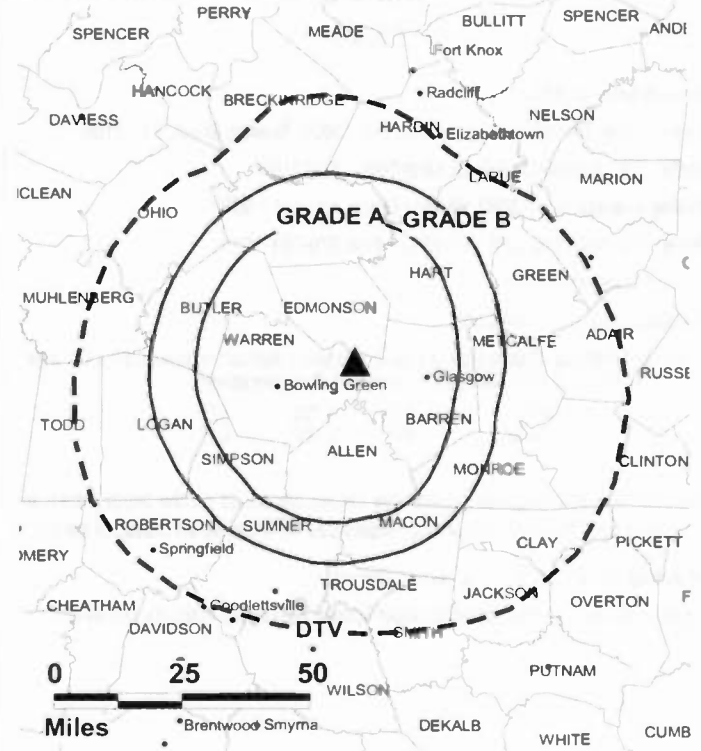 PERRY
SPENCER
MEADE
BULLITT
SPENCER
Fort Knox
HANCOCK
Radcliff
BRECKINRIDGE
DAVIESS
HARDIN
NELSON
Elizabethtown
LARUE
MARION
OHIO
GRADE A
GRADE B
HART
GREEN
MUHLENBERG
BUTLER
EDMONSON
WARREN
METCALFE
ADAIR
RUSSE
Bowling Green
Glasgow
TODD
LOGAN
BARREN
ALLEN
SIMPSON
MONROE
CLINTON
ROBERTSON
SUMNER
MACON
Springfield
CLAY
PICKETT
TROUSDALE
JACKSON
OVERTON
CHEATHAM
Goodlettsville
DAVIDSON
DTV
SMITH
0 25 50
PUTNAM
WILSON
Miles
Brentwood
Smyrna
DEKALB
WHITE
CUMB